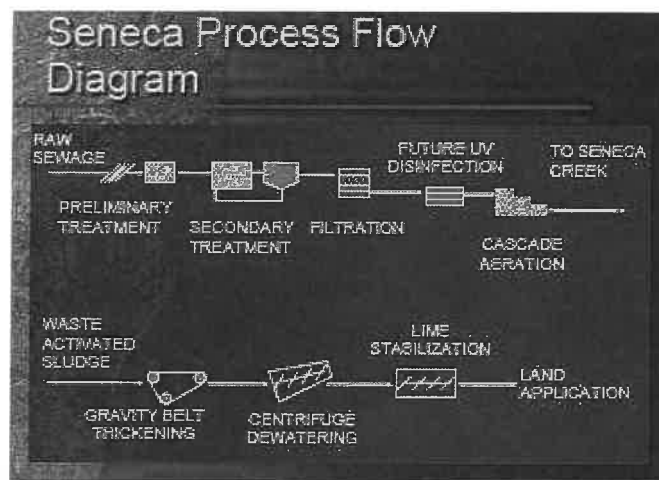 Seneca Process Flow
Diagram
RAW
SEWAGE
PRELIMINARY
TREATMENT
SECONDARY
TREATMENT
FILTRATION
FUTURE UV
DISINFECTION
CASCADE
AERATION
TO SENECA
CREEK
WASTE
ACTIVATED
SLUDGE
GRAVITY BELT
THICKENING
CENTRIFUGE
DEWATERING
LIME
STABILIZATION
LAND
APPLICATION